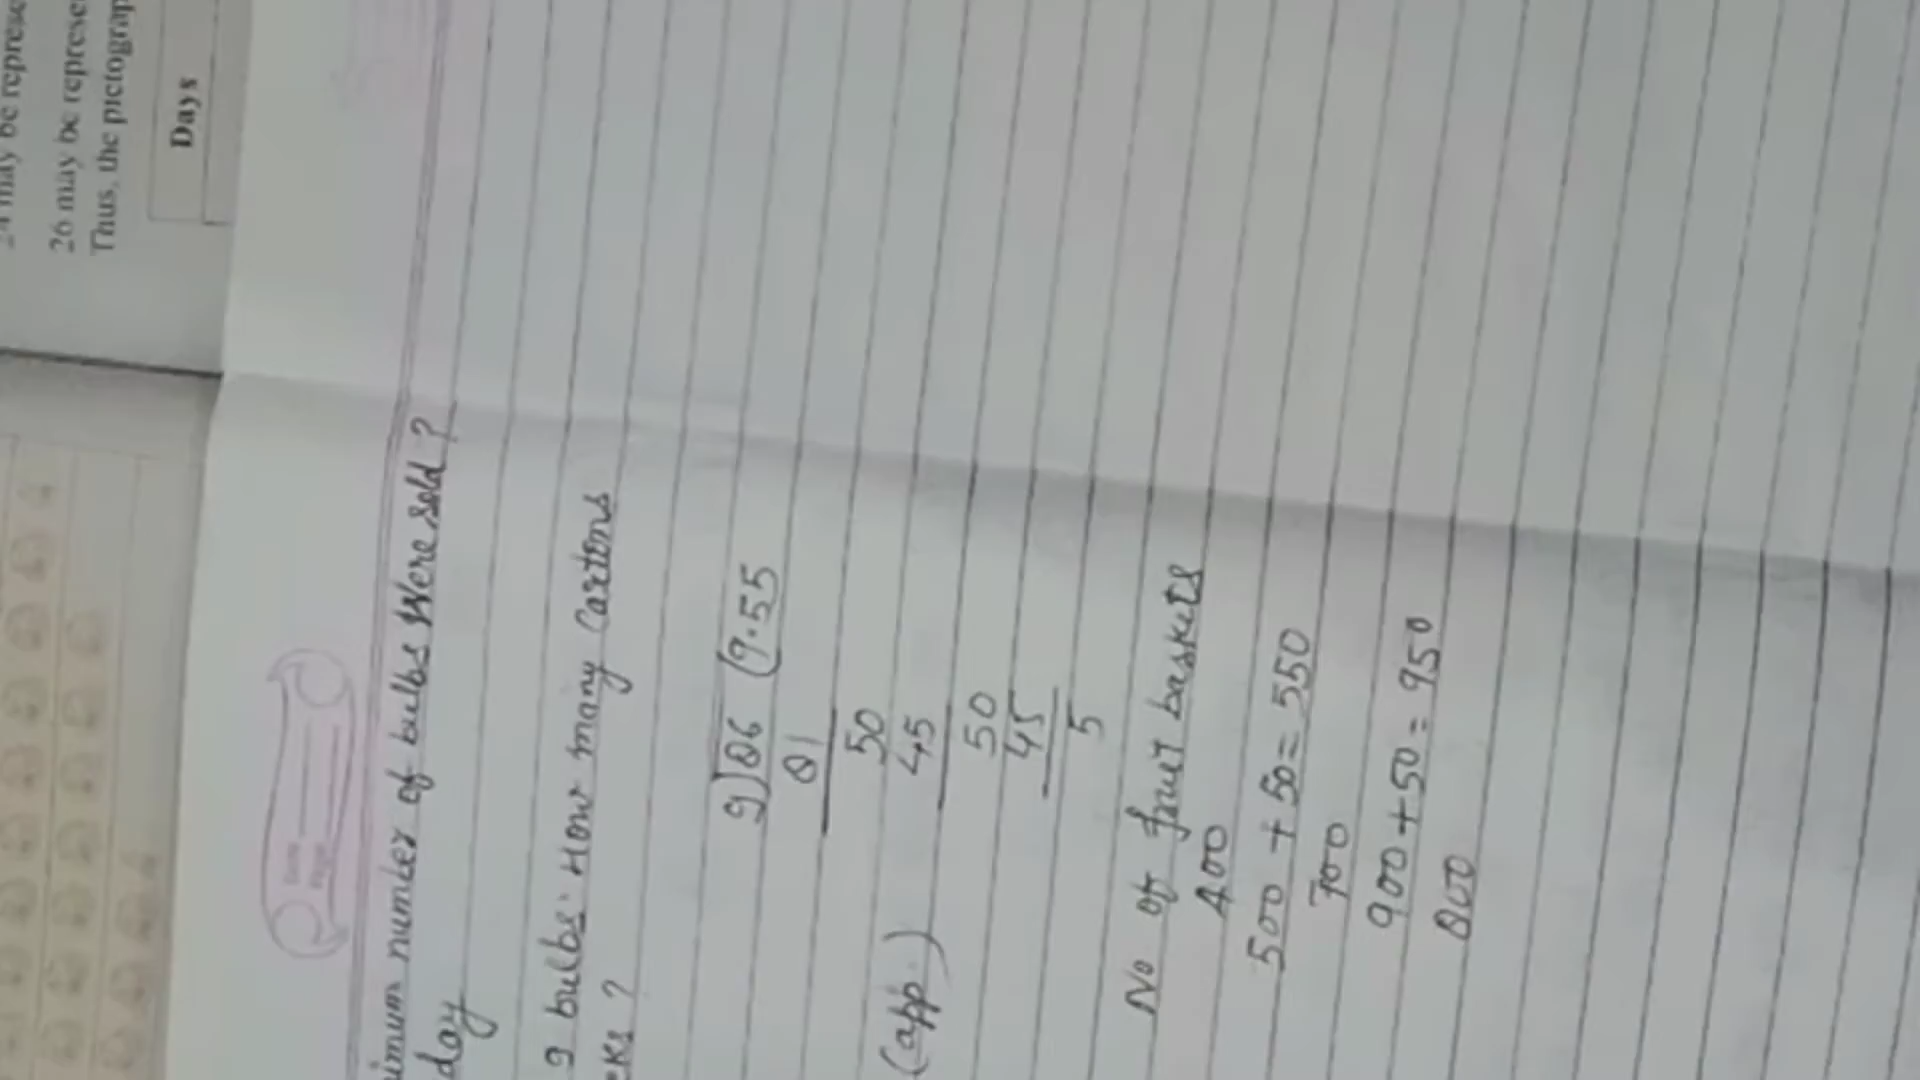 may be represe
26 may be represe
Thus, the pictograp
Days
Date
Page
imum number of bulbs Were sold ?
day
9 bulbs. How many Cartons
eks ?
9)86 (9.55
81
50
45
(app.)
50
45
5
No of fruit baskets
400
500 + 50 = 550
700
900 + 50 = 950
800